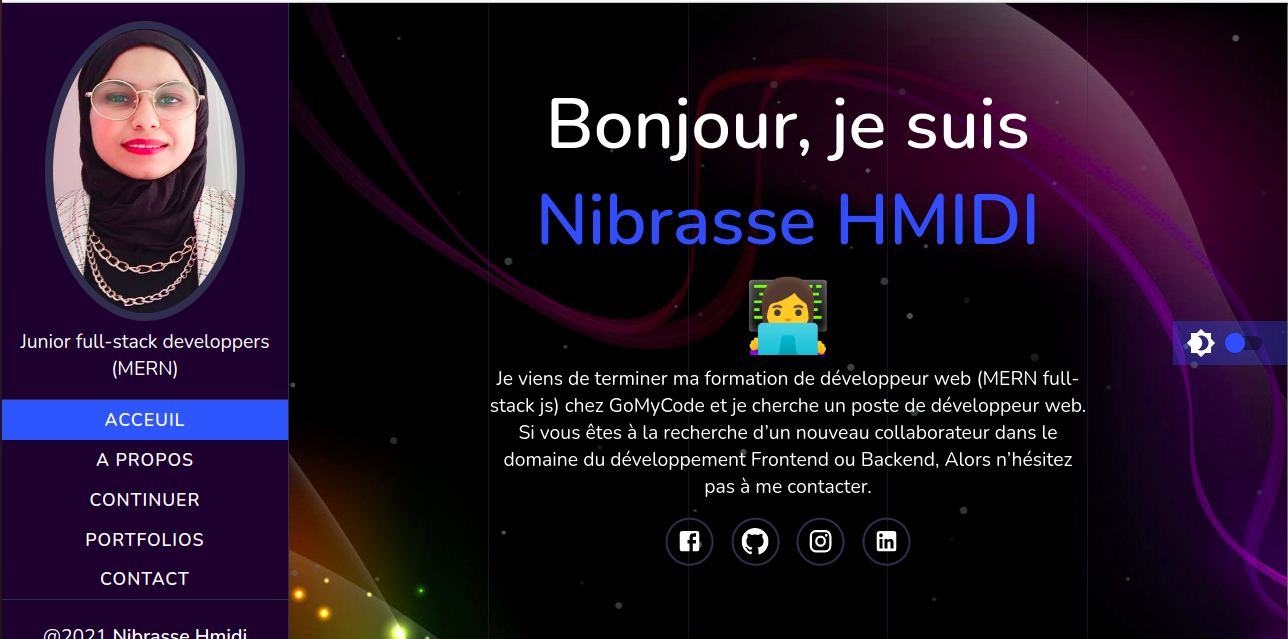 Junior full-stack developpers
(MERN)
ACCEUIL
A PROPOS
CONTINUER
PORTFOLIOS
CONTACT
@2021 Nibrasse Hmidi
Bonjour, je suis
Nibrasse HMIDI
Je viens de terminer ma formation de développeur web (MERN full-
stack js) chez GoMyCode et je cherche un poste de développeur web.
Si vous êtes à la recherche d’un nouveau collaborateur dans le
domaine du développement Frontend ou Backend, Alors n’hésitez
pas à me contacter.